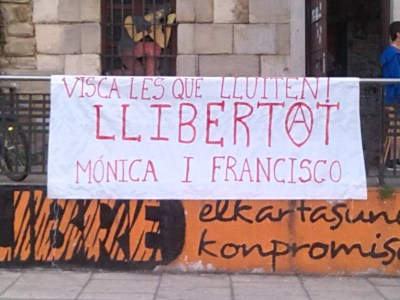 VISCA LES QUE LLUITEN!
LLIBERTAT
MÓNICA I FRANCISCO
elkartasuna
konpromiso